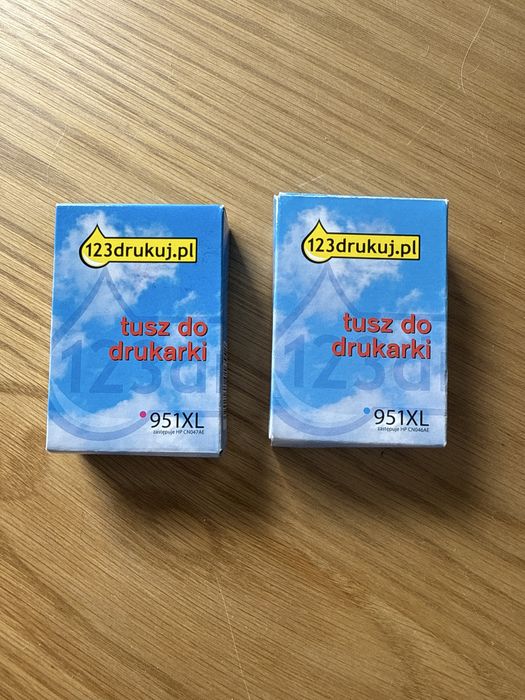 123drukuj.pl
tusz do
drukarki
951XL
zastępuje HP CN047AE
123drukuj.pl
tusz do
drukarki
951XL
zastępuje HP CN046AE